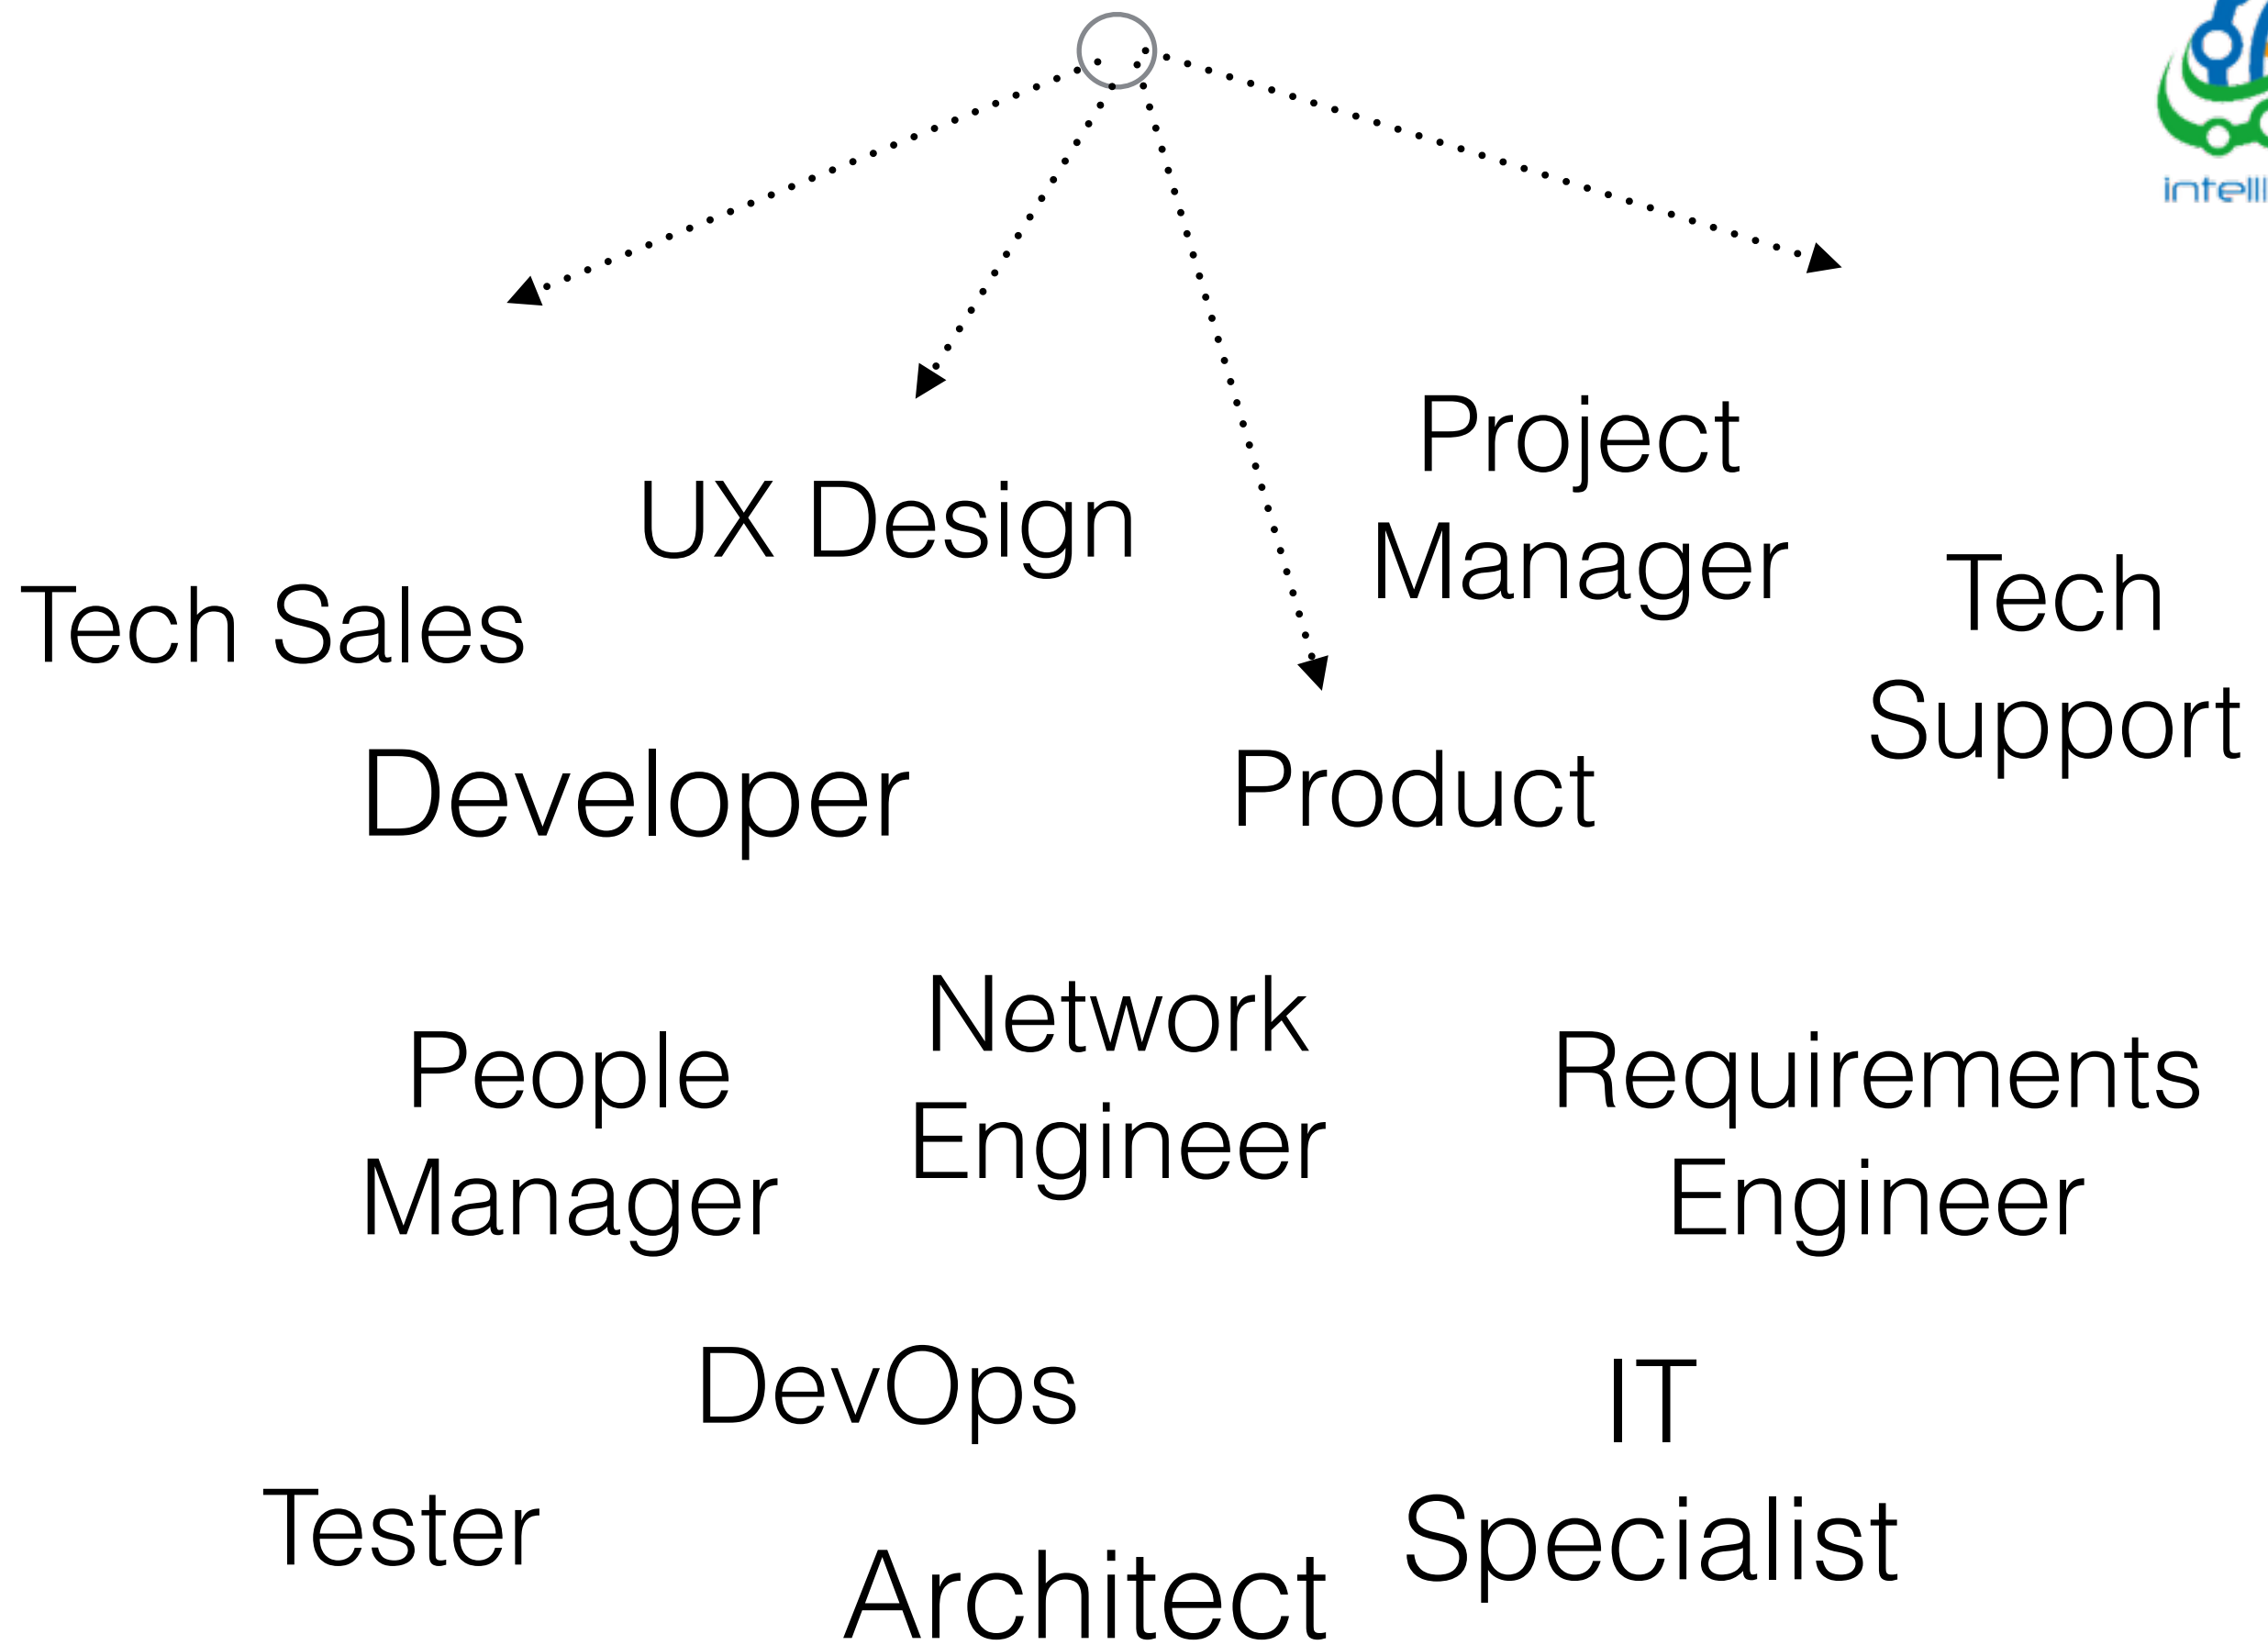 intelli
Project
Manager
UX Design
Tech
Support
Tech Sales
Developer
Product
Network
Engineer
People
Manager
Requirements
Engineer
DevOps
IT
Specialist
Tester
Architect